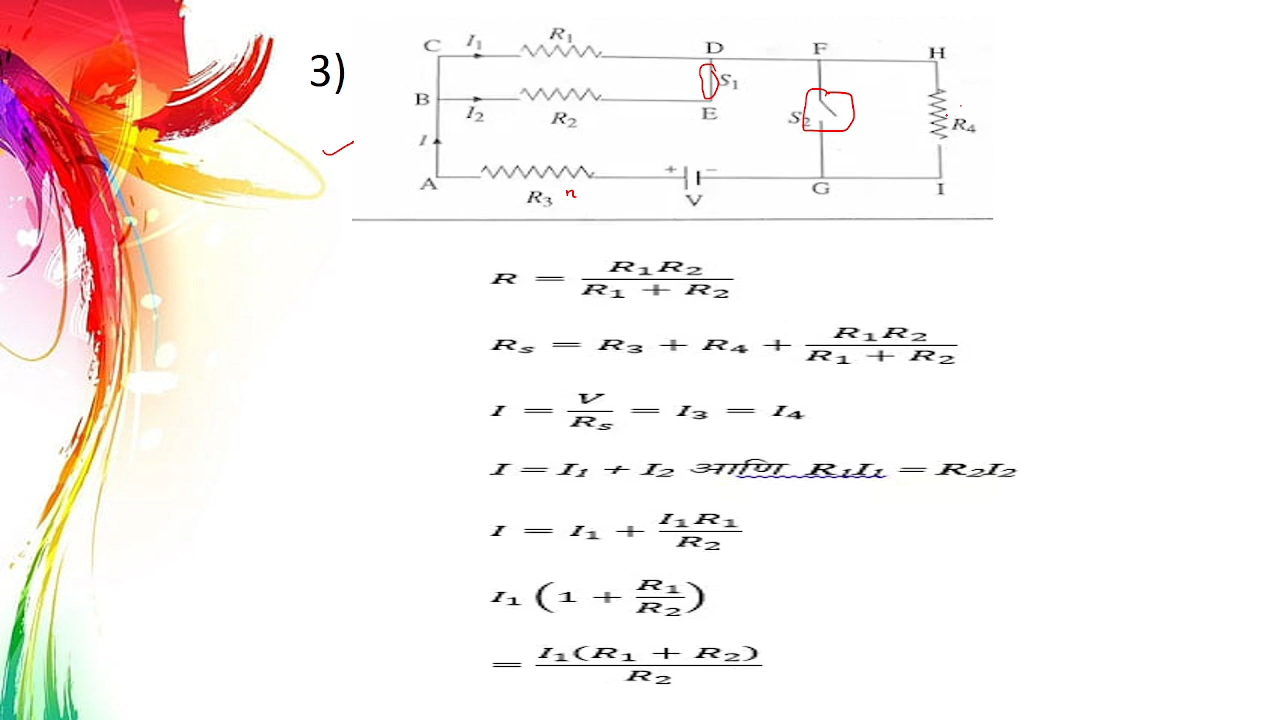 3)
C I₁ R₁ D F H
S₁
B I₂ R₂ E S₂ R₄
I
A R₃ n + − V G I
R = R₁R₂ / (R₁ + R₂)
Rₛ = R₃ + R₄ + R₁R₂ / (R₁ + R₂)
I = V / Rₛ = I₃ = I₄
I = I₁ + I₂ आणि R₁I₁ = R₂I₂
I = I₁ + I₁R₁ / R₂
I₁ (1 + R₁ / R₂)
= I₁(R₁ + R₂) / R₂